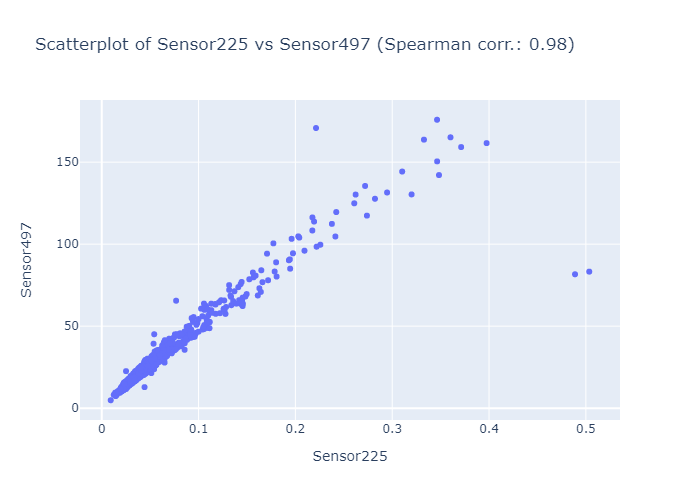 Scatterplot of Sensor225 vs Sensor497 (Spearman corr.: 0.98)
150
100
50
0
Sensor497
0 0.1 0.2 0.3 0.4 0.5
Sensor225